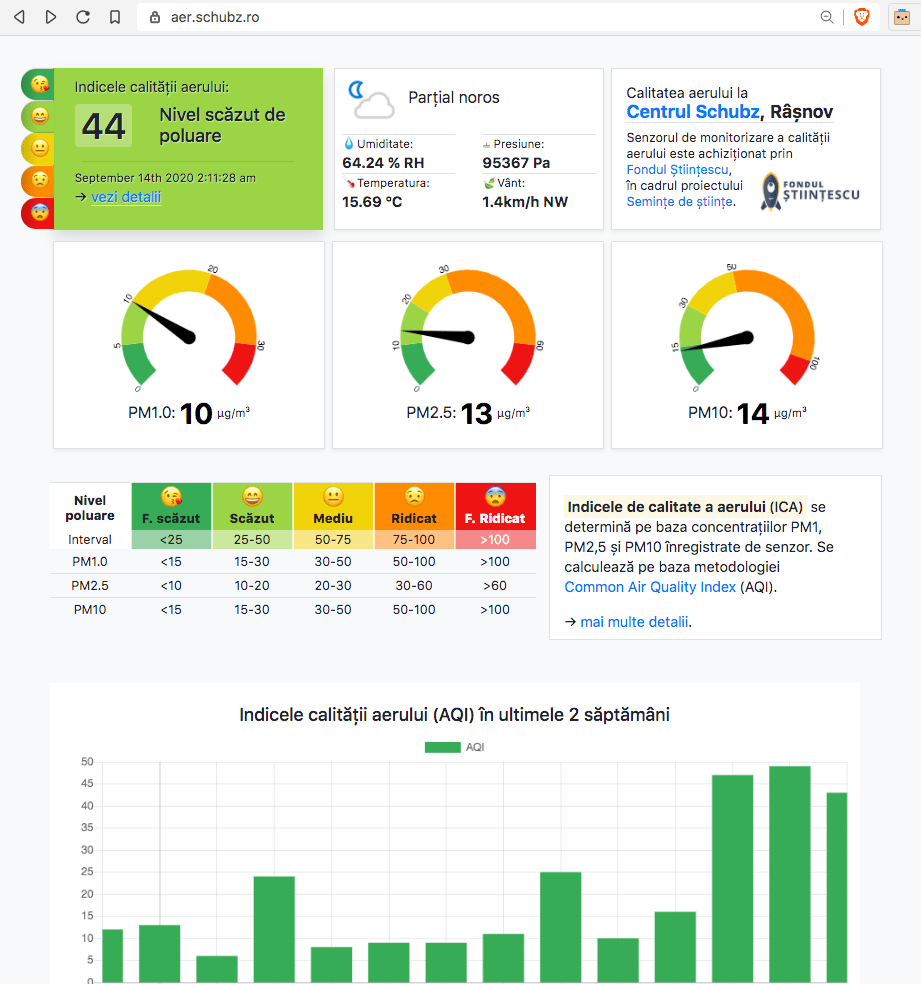 aer.schubz.ro
Indicele calității aerului:
44
Nivel scăzut de
poluare
September 14th 2020 2:11:28 am
→ vezi detalii
Parțial noros
Umiditate:
64.24 % RH
Presiune:
95367 Pa
Temperatura:
15.69 °C
Vânt:
1.4km/h NW
Calitatea aerului la
Centrul Schubz, Râșnov
Senzorul de monitorizare a calității
aerului este achiziționat prin
Fondul Științescu,
în cadrul proiectului
Semințe de științe.
FONDUL
ȘTIINȚESCU
0
5
10
20
30
PM1.0: 10 µg/m³
0
10
20
30
60
PM2.5: 13 µg/m³
0
15
30
50
100
PM10: 14 µg/m³
Nivel
poluare
F. scăzut Scăzut Mediu Ridicat F. Ridicat
Interval <25 25-50 50-75 75-100 >100
PM1.0 <15 15-30 30-50 50-100 >100
PM2.5 <10 10-20 20-30 30-60 >60
PM10 <15 15-30 30-50 50-100 >100
Indicele de calitate a aerului (ICA) se
determină pe baza concentrațiilor PM1,
PM2,5 și PM10 înregistrate de senzor. Se
calculează pe baza metodologiei
Common Air Quality Index (AQI).
→ mai multe detalii.
Indicele calității aerului (AQI) în ultimele 2 săptămâni
AQI
50
45
40
35
30
25
20
15
10
5
0